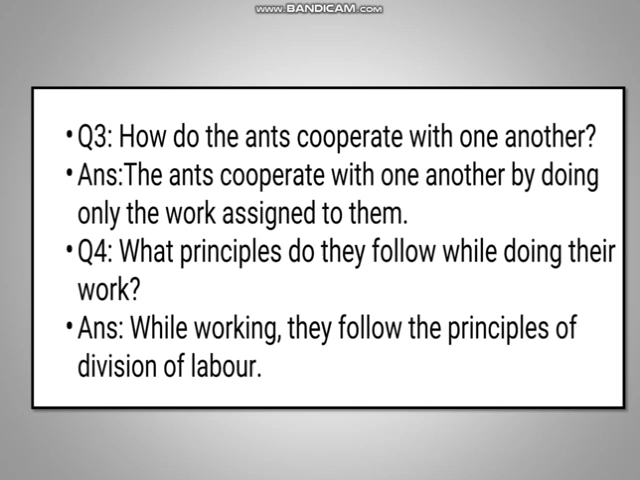 www.BANDICAM.com
•Q3: How do the ants cooperate with one another?
•Ans:The ants cooperate with one another by doing
only the work assigned to them.
•Q4: What principles do they follow while doing their
work?
•Ans: While working, they follow the principles of
division of labour.